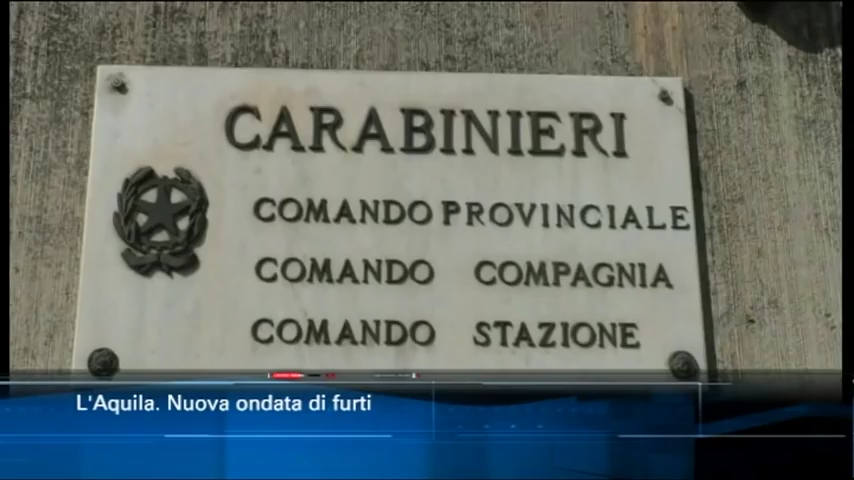 CARABINIERI
COMANDO PROVINCIALE
COMANDO COMPAGNIA
COMANDO STAZIONE
L'Aquila. Nuova ondata di furti